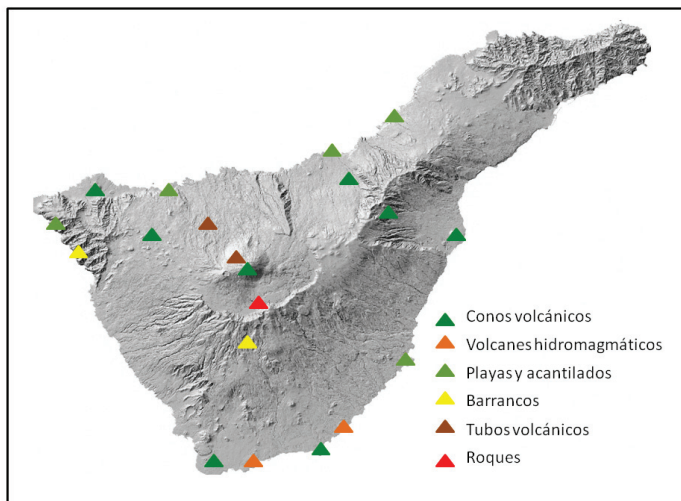 Conos volcánicos
Volcanes hidromagmáticos
Playas y acantilados
Barrancos
Tubos volcánicos
Roques